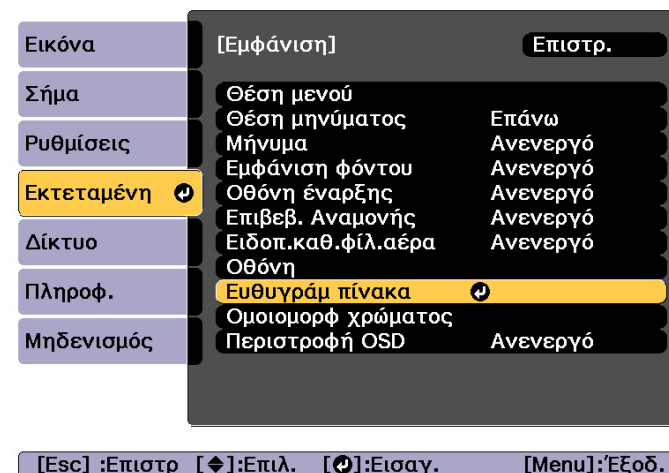 Εικόνα
Σήμα
Ρυθμίσεις
Εκτεταμένη
Δίκτυο
Πληροφ.
Μηδενισμός
[Εμφάνιση] Επιστρ.
Θέση μενού
Θέση μηνύματος Επάνω
Μήνυμα Ανενεργό
Εμφάνιση φόντου Ανενεργό
Οθόνη έναρξης Ανενεργό
Επιβεβ. Αναμονής Ανενεργό
Ειδοπ.καθ.φίλ.αέρα Ανενεργό
Οθόνη
Ευθυγράμ πίνακα
Ομοιομορφ χρώματος
Περιστροφή OSD Ανενεργό
[Esc] :Επιστρ [◆]:Επιλ. [↵]:Εισαγ. [Menu]:Έξοδ.